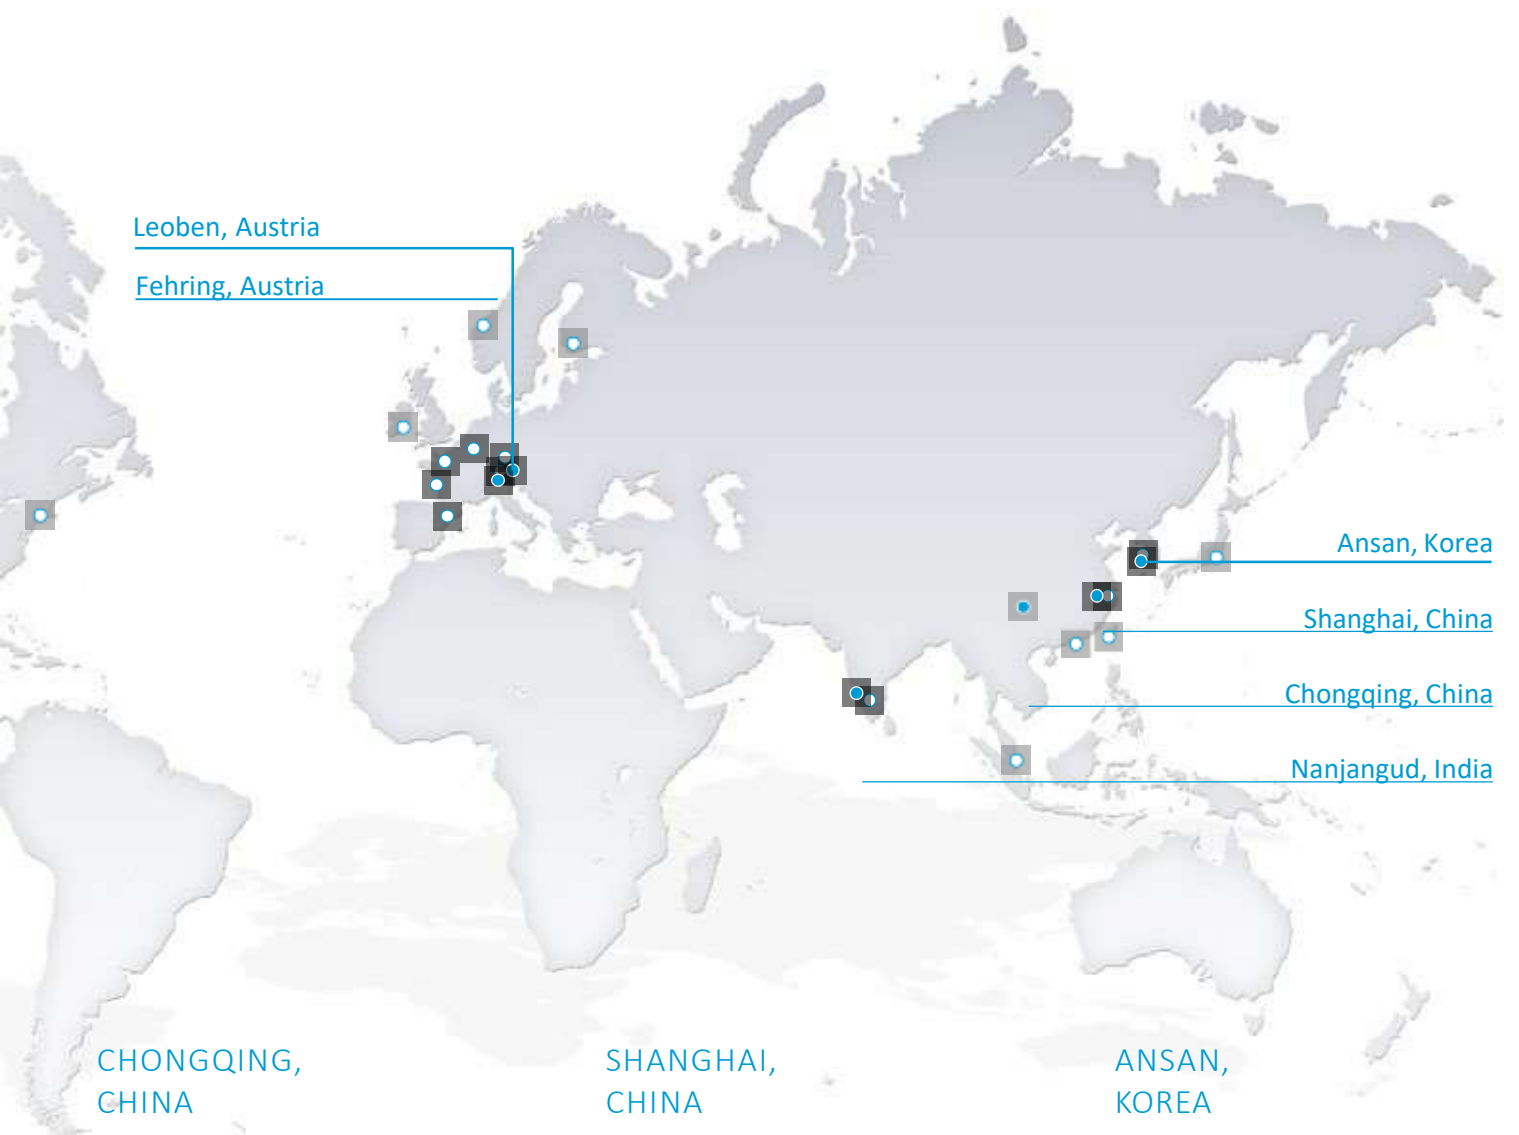 Leoben, Austria
Fehring, Austria
Ansan, Korea
Shanghai, China
Chongqing, China
Nanjangud, India
CHONGQING,
CHINA
SHANGHAI,
CHINA
ANSAN,
KOREA